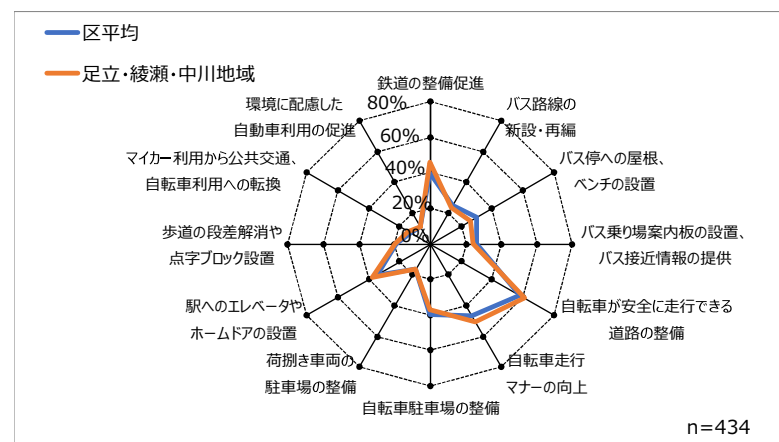 区平均
足立・綾瀬・中川地域
鉄道の整備促進
バス路線の
新設・再編
バス停への屋根、
ベンチの設置
バス乗り場案内板の設置、
バス接近情報の提供
自転車が安全に走行できる
道路の整備
自転車走行
マナーの向上
自転車駐車場の整備
荷捌き車両の
駐車場の整備
駅へのエレベータや
ホームドアの設置
歩道の段差解消や
点字ブロック設置
マイカー利用から公共交通、
自転車利用への転換
環境に配慮した
自動車利用の促進
80%
60%
40%
20%
0%
n=434